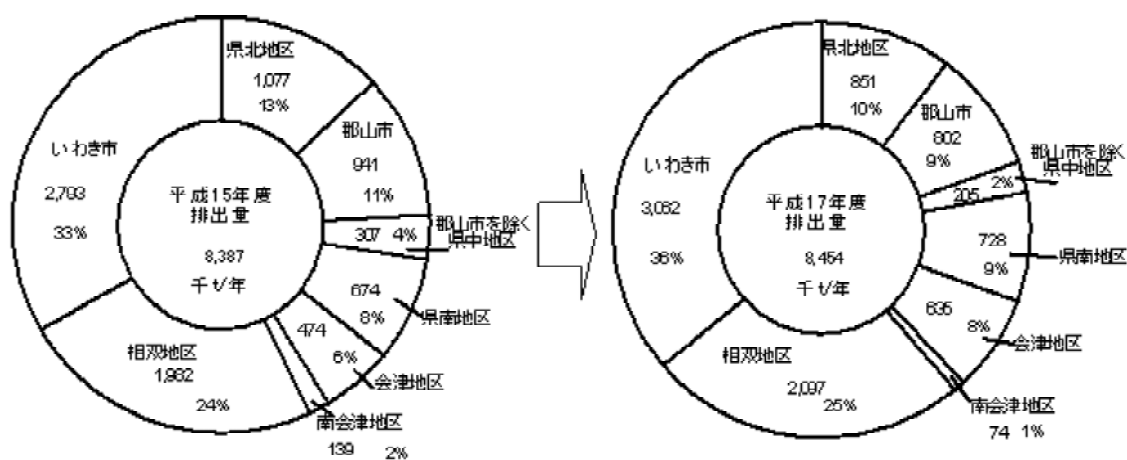 県北地区
1,077
13%
郡山市
941
11%
郡山市を除く
県中地区
307 4%
674
8%
県南地区
474
6%
会津地区
南会津地区
139 2%
相双地区
1,982
24%
いわき市
2,793
33%
平成15年度
排出量
8,387
千t/年
県北地区
851
10%
郡山市
802
9%
郡山市を除く
県中地区
2%
205
728
9%
県南地区
635
8%
会津地区
南会津地区
74 1%
相双地区
2,097
25%
いわき市
3,062
36%
平成17年度
排出量
8,454
千t/年